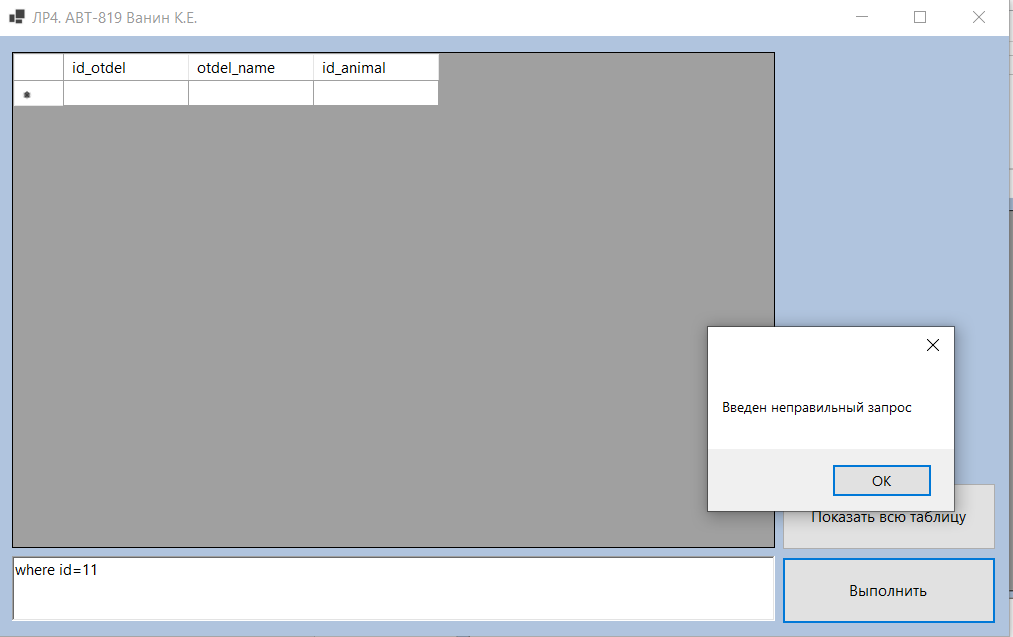 ЛР4. АВТ-819 Ванин К.Е.
id_otdel otdel_name id_animal
Введен неправильный запрос
OK
Показать всю таблицу
where id=11
Выполнить